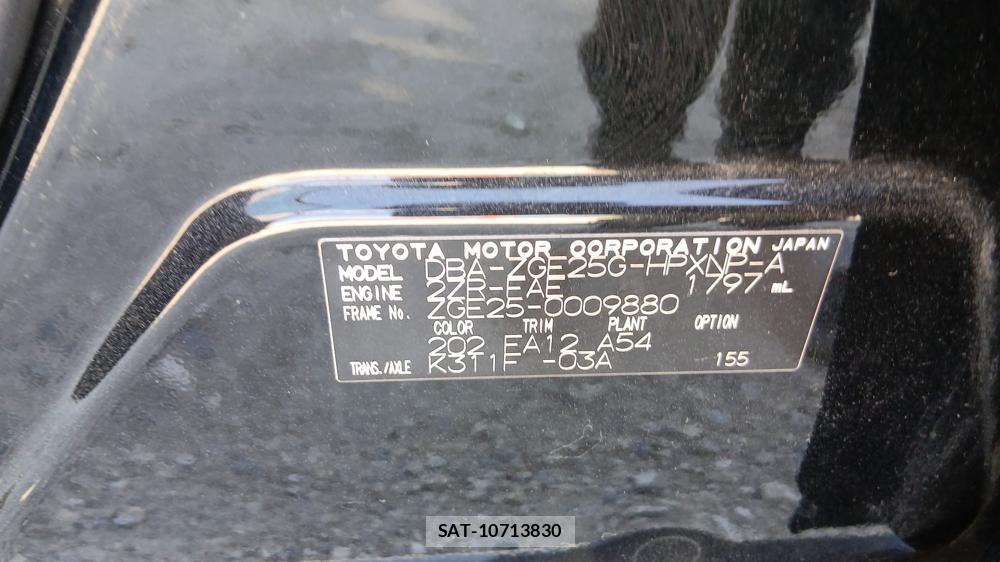 TOYOTA MOTOR CORPORATION JAPAN
MODEL DBA-ZGE25G-HPXNP-A
ENGINE 2ZR-FAE 1797 mL
FRAME No. ZGE25-0009880
COLOR TRIM PLANT OPTION
202 FA12 A54
TRANS./AXLE K311F -03A 155
SAT-10713830